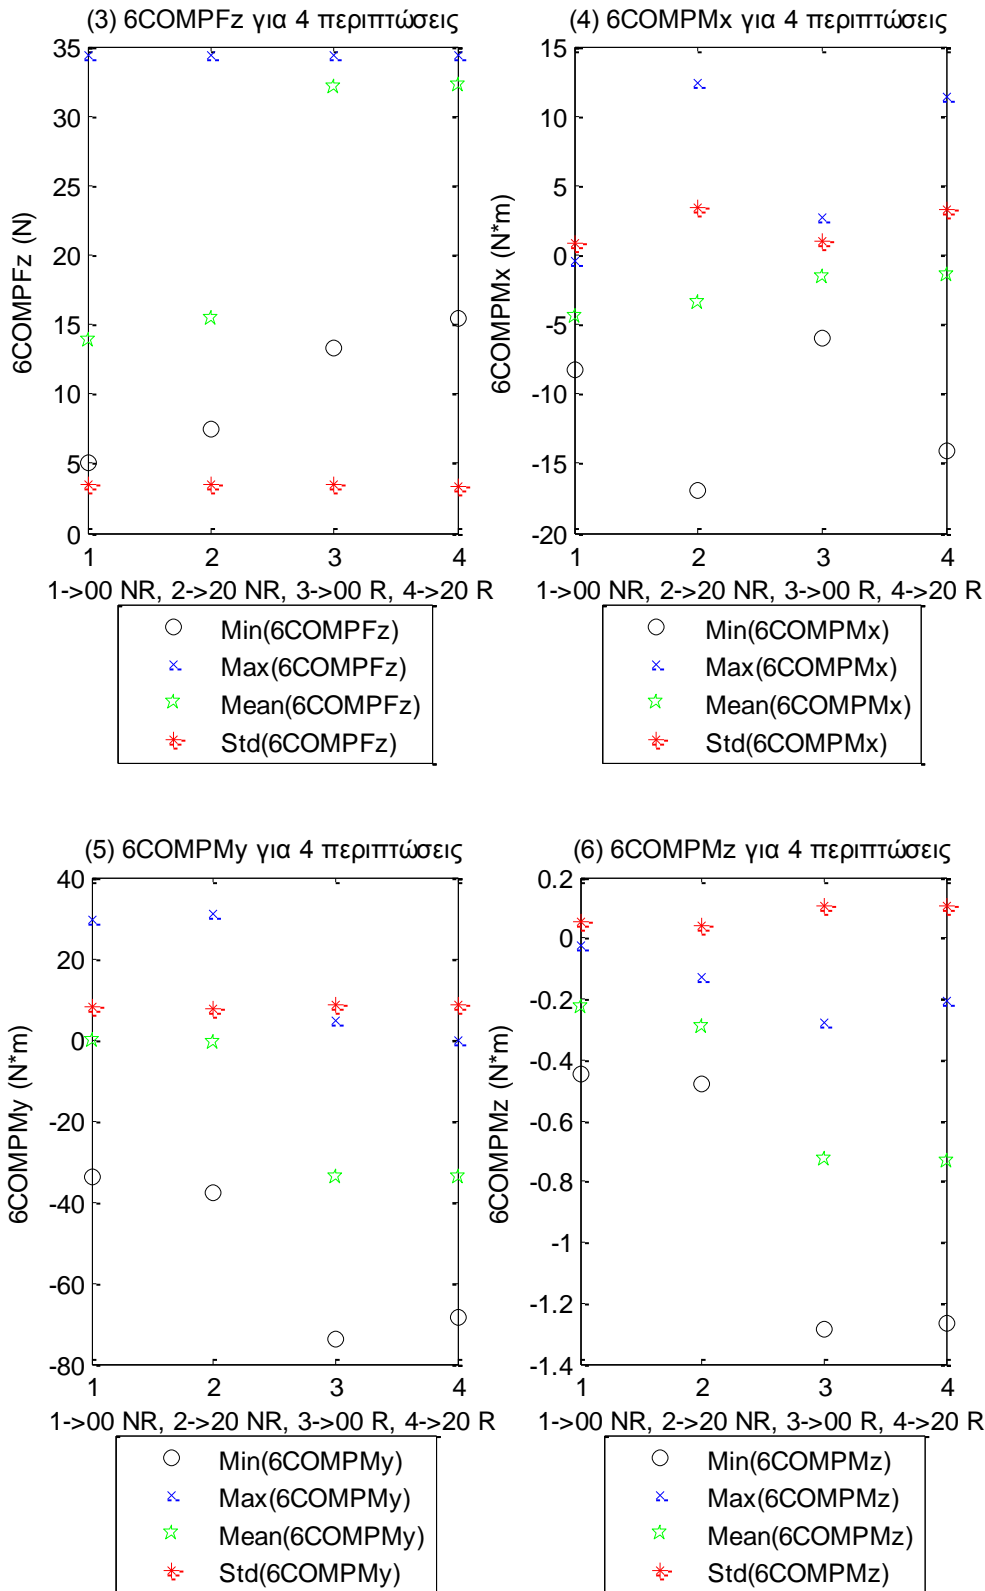 (3) 6COMPFz για 4 περιπτώσεις
35
30
25
20
15
10
5
0
6COMPFz (N)
1 2 3 4
1->00 NR, 2->20 NR, 3->00 R, 4->20 R
Min(6COMPFz)
Max(6COMPFz)
Mean(6COMPFz)
Std(6COMPFz)
(4) 6COMPMx για 4 περιπτώσεις
15
10
5
0
-5
-10
-15
-20
6COMPMx (N*m)
1 2 3 4
1->00 NR, 2->20 NR, 3->00 R, 4->20 R
Min(6COMPMx)
Max(6COMPMx)
Mean(6COMPMx)
Std(6COMPMx)
(5) 6COMPMy για 4 περιπτώσεις
40
20
0
-20
-40
-60
-80
6COMPMy (N*m)
1 2 3 4
1->00 NR, 2->20 NR, 3->00 R, 4->20 R
Min(6COMPMy)
Max(6COMPMy)
Mean(6COMPMy)
Std(6COMPMy)
(6) 6COMPMz για 4 περιπτώσεις
0.2
0
-0.2
-0.4
-0.6
-0.8
-1
-1.2
-1.4
6COMPMz (N*m)
1 2 3 4
1->00 NR, 2->20 NR, 3->00 R, 4->20 R
Min(6COMPMz)
Max(6COMPMz)
Mean(6COMPMz)
Std(6COMPMz)